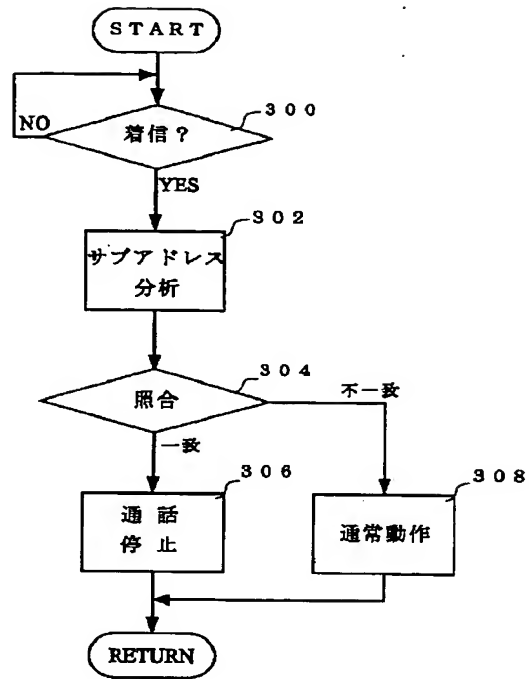 START
300
着信？
NO
YES
302
サブアドレス
分析
304
照合
不一致
一致
306
通話
停止
308
通常動作
RETURN